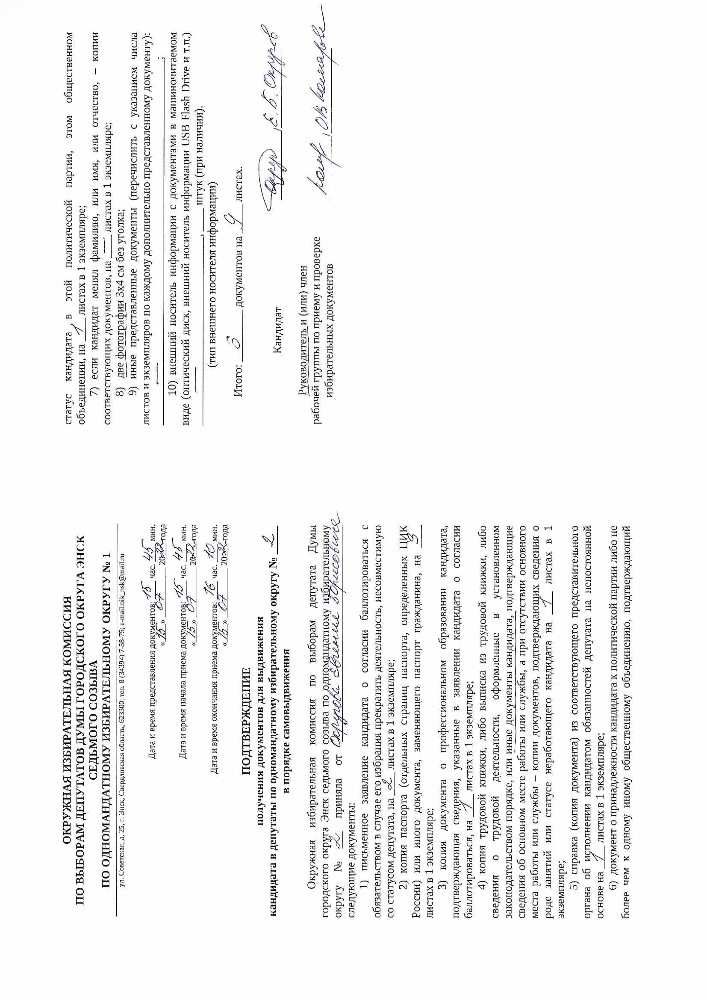 ОКРУЖНАЯ ИЗБИРАТЕЛЬНАЯ КОМИССИЯ
ПО ВЫБОРАМ ДЕПУТАТОВ ДУМЫ ГОРОДСКОГО ОКРУГА ЭНСК
СЕДЬМОГО СОЗЫВА
ПО ОДНОМАНДАТНОМУ ИЗБИРАТЕЛЬНОМУ ОКРУГУ № 1
ул. Советская, д. 25, г. Энск, Свердловская область, 623300; тел. 8 (34394) 7-58-75; e-mail:oik_nsk@mail.ru
Дата и время представления документов: 15 час. 45 мин.
«15» 07 2022 года
Дата и время начала приема документов: 15 час. 45 мин.
«15» 07 2022 года
Дата и время окончания приема документов: 16 час. 10 мин.
«15» 07 2022 года
ПОДТВЕРЖДЕНИЕ
получения документов для выдвижения
кандидата в депутаты по одномандатному избирательному округу № 2
в порядке самовыдвижения
Окружная избирательная комиссия по выборам депутата Думы
городского округа Энск седьмого созыва по одномандатному избирательному
округу № 2 приняла от Окрупова Евгения Борисовича
следующие документы:
1) письменное заявление кандидата о согласии баллотироваться с
обязательством в случае его избрания прекратить деятельность, несовместимую
со статусом депутата, на 2 листах в 1 экземпляре;
2) копия паспорта (отдельных страниц паспорта, определенных ЦИК
России) или иного документа, заменяющего паспорт гражданина, на 3
листах в 1 экземпляре;
3) копия документа о профессиональном образовании кандидата,
подтверждающая сведения, указанные в заявлении кандидата о согласии
баллотироваться, на 1 листах в 1 экземпляре;
4) копия трудовой книжки, либо выписка из трудовой книжки, либо
сведения о трудовой деятельности, оформленные в установленном
законодательством порядке, или иные документы кандидата, подтверждающие
сведения об основном месте работы или службы, а при отсутствии основного
места работы или службы – копии документов, подтверждающих сведения о
роде занятий или статусе неработающего кандидата на 1 листах в 1
экземпляре;
5) справка (копия документа) из соответствующего представительного
органа об исполнении кандидатом обязанностей депутата на непостоянной
основе на 1 листах в 1 экземпляре;
6) документ о принадлежности кандидата к политической партии либо не
более чем к одному иному общественному объединению, подтверждающий
статус кандидата в этой политической партии, этом общественном
объединении, на 1 листах в 1 экземпляре;
7) если кандидат менял фамилию, или имя, или отчество, – копии
соответствующих документов, на — листах в 1 экземпляре;
8) две фотографии 3х4 см без уголка;
9) иные представленные документы (перечислить с указанием числа
листов и экземпляров по каждому дополнительно представленному документу):
— ;
10) внешний носитель информации с документами в машиночитаемом
виде (оптический диск, внешний носитель информации USB Flash Drive и т.п.)
— , штук (при наличии).
(тип внешнего носителя информации)
Итого: документов на 9 листах.
Кандидат Е.Б. Окрупов
Руководитель и (или) член
рабочей группы по приему и проверке
избирательных документов